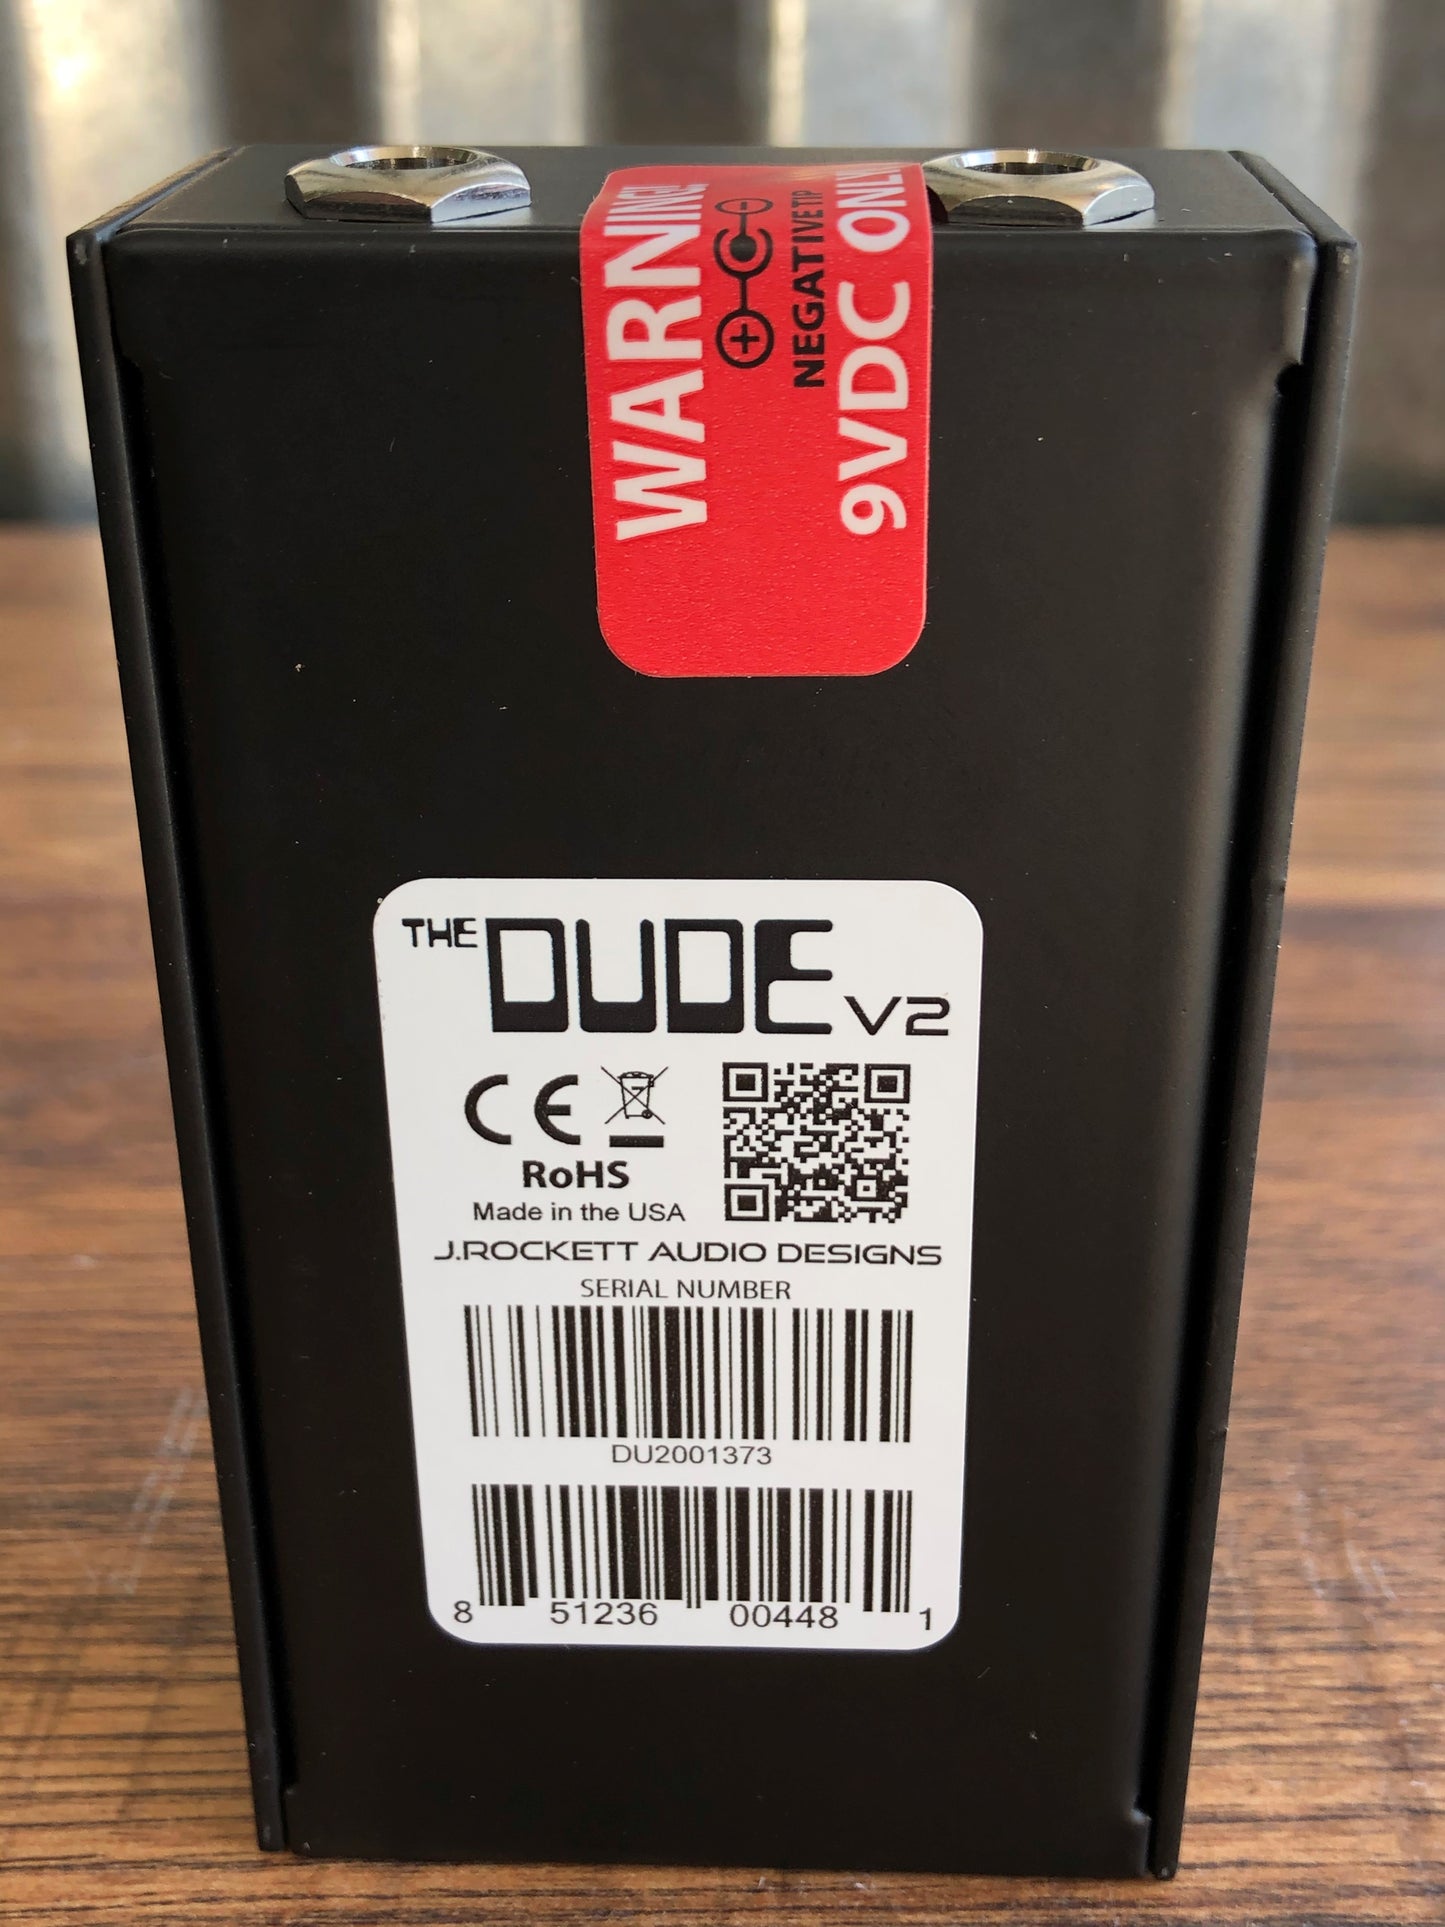 WARNING!
NEGATIVE TIP
9VDC ONLY
THE DUDE V2
CE
RoHS
Made in the USA
J.ROCKETT AUDIO DESIGNS
SERIAL NUMBER
DU2001373
8 51236 00448 1